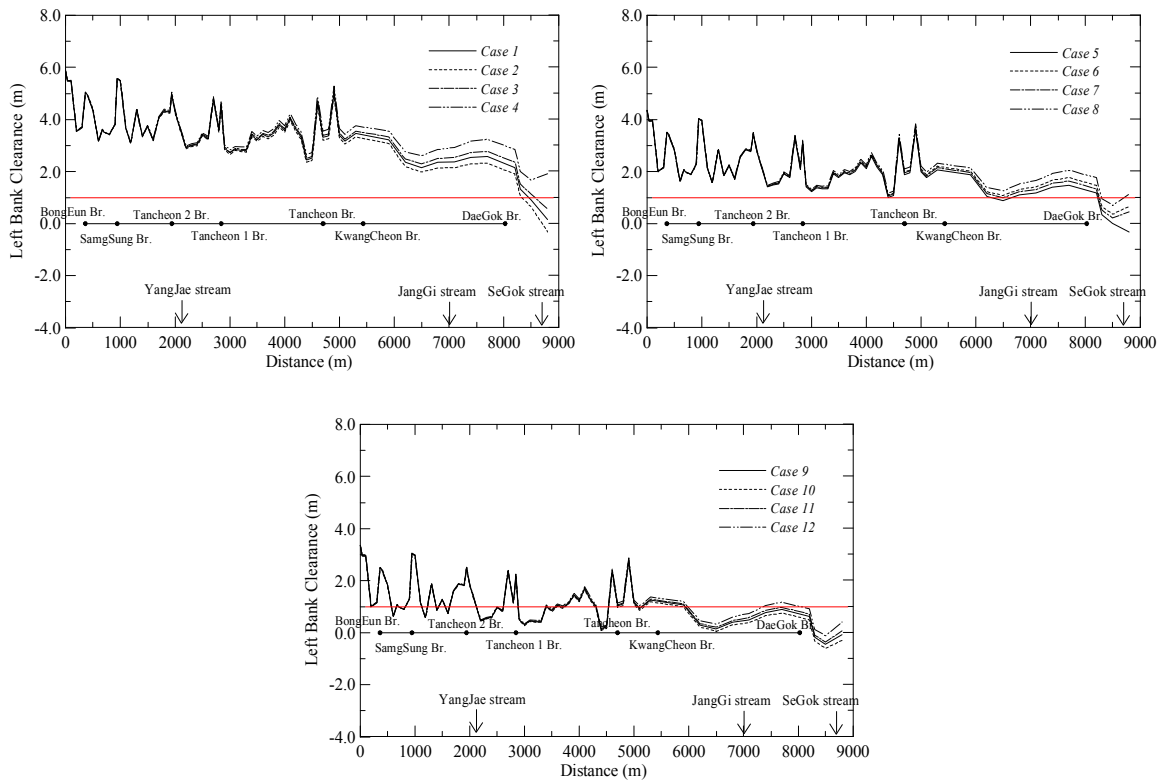 8.0
6.0
4.0
2.0
0.0
-2.0
-4.0
Left Bank Clearance (m)
Case 1
Case 2
Case 3
Case 4
BongEun Br.
Tancheon 2 Br.
Tancheon Br.
DaeGok Br.
SamgSung Br.
Tancheon 1 Br.
KwangCheon Br.
YangJae stream
JangGi stream
SeGok stream
0 1000 2000 3000 4000 5000 6000 7000 8000 9000
Distance (m)
8.0
6.0
4.0
2.0
0.0
-2.0
-4.0
Left Bank Clearance (m)
Case 5
Case 6
Case 7
Case 8
BongEun Br.
Tancheon 2 Br.
Tancheon Br.
DaeGok Br.
SamgSung Br.
Tancheon 1 Br.
KwangCheon Br.
YangJae stream
JangGi stream
SeGok stream
0 1000 2000 3000 4000 5000 6000 7000 8000 9000
Distance (m)
8.0
6.0
4.0
2.0
0.0
-2.0
-4.0
Left Bank Clearance (m)
Case 9
Case 10
Case 11
Case 12
BongEun Br.
Tancheon 2 Br.
Tancheon Br.
DaeGok Br.
SamgSung Br.
Tancheon 1 Br.
KwangCheon Br.
YangJae stream
JangGi stream
SeGok stream
0 1000 2000 3000 4000 5000 6000 7000 8000 9000
Distance (m)